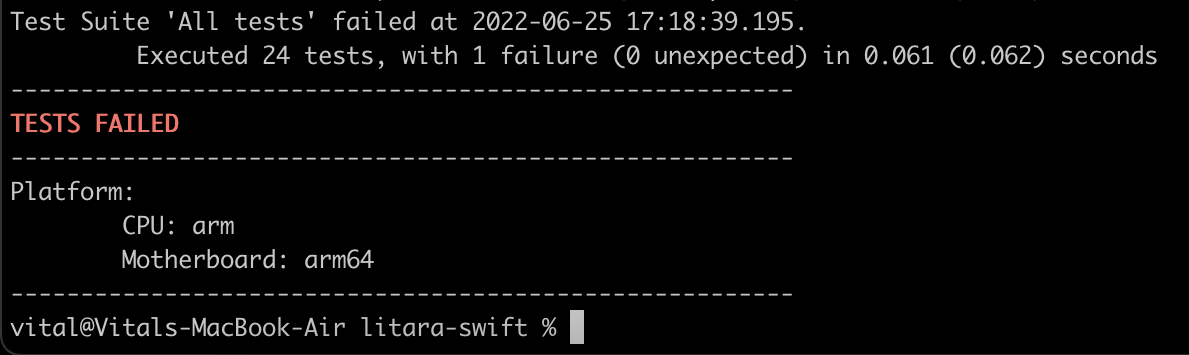 Test Suite 'All tests' failed at 2022-06-25 17:18:39.195.
Executed 24 tests, with 1 failure (0 unexpected) in 0.061 (0.062) seconds
--------------------------------------------------------
TESTS FAILED
--------------------------------------------------------
Platform:
CPU: arm
Motherboard: arm64
--------------------------------------------------------
vital@Vitals-MacBook-Air litara-swift %